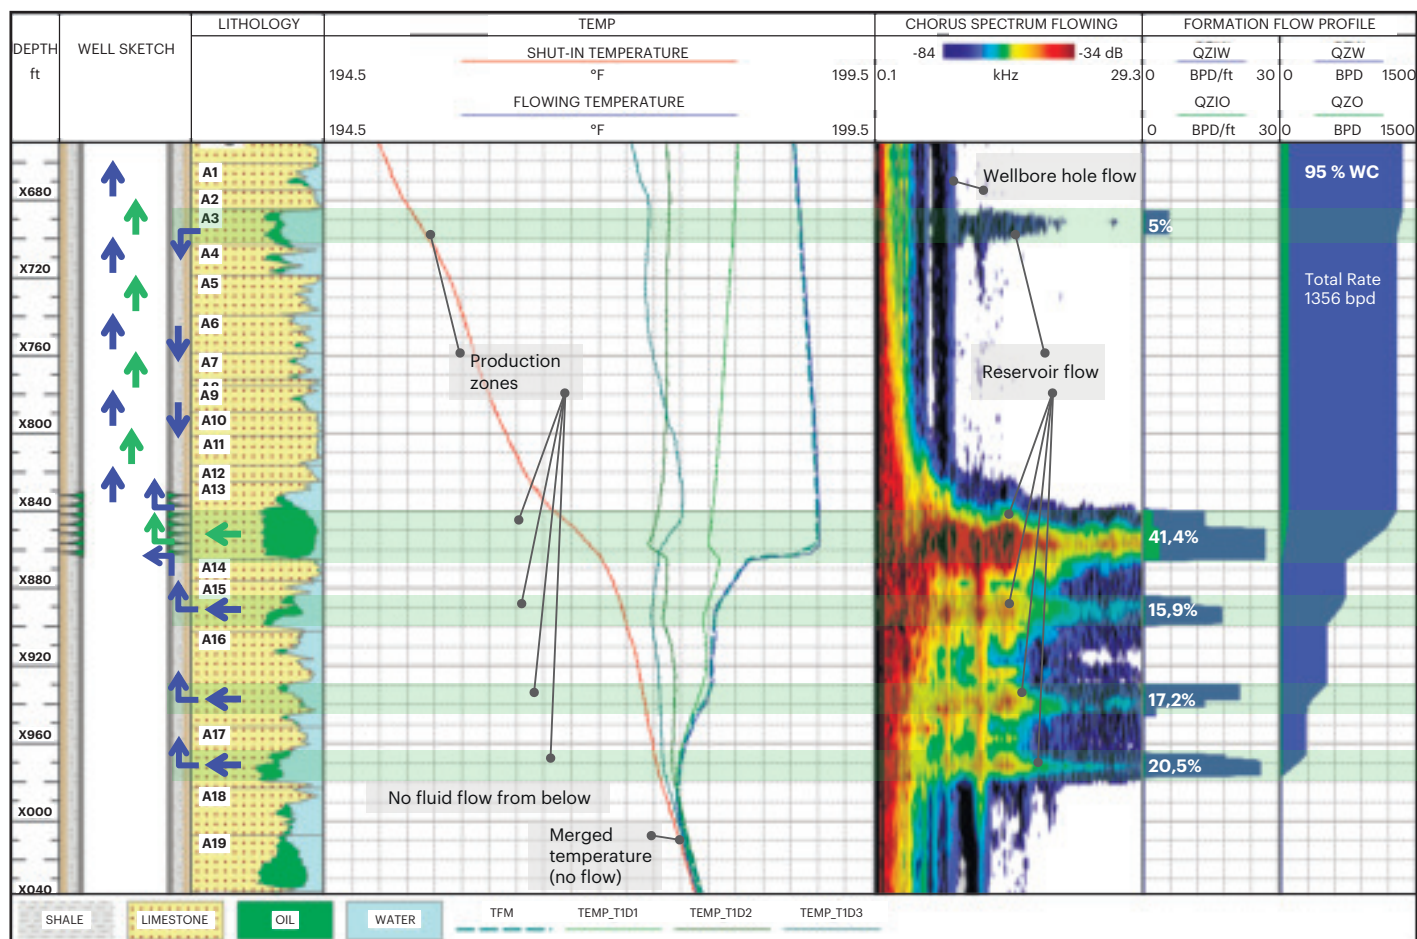 LITHOLOGY
TEMP
CHORUS SPECTRUM FLOWING
FORMATION FLOW PROFILE
DEPTH
ft
WELL SKETCH
SHUT-IN TEMPERATURE
194.5 °F 199.5
FLOWING TEMPERATURE
194.5 °F 199.5
-84 -34 dB
0.1 kHz 29.3
QZIW
0 BPD/ft 30
QZIO
0 BPD/ft 30
QZW
0 BPD 1500
QZO
0 BPD 1500
X680
X720
X760
X800
X840
X880
X920
X960
X000
X040
A1
A2
A3
A4
A5
A6
A7
A8
A9
A10
A11
A12
A13
A14
A15
A16
A17
A18
A19
Production
zones
No fluid flow from below
Merged
temperature
(no flow)
Wellbore hole flow
Reservoir flow
5%
41,4%
15,9%
17,2%
20,5%
95 % WC
Total Rate
1356 bpd
SHALE
LIMESTONE
OIL
WATER
TFM
TEMP_T1D1
TEMP_T1D2
TEMP_T1D3